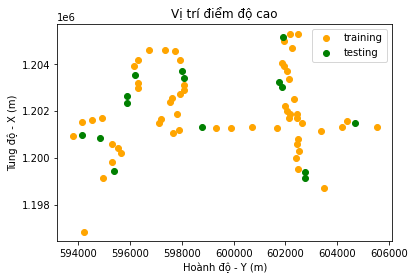 Vị trí điểm độ cao
1e6
training
testing
1.204
1.202
1.200
1.198
Tung độ - X (m)
594000
596000
598000
600000
602000
604000
606000
Hoành độ - Y (m)